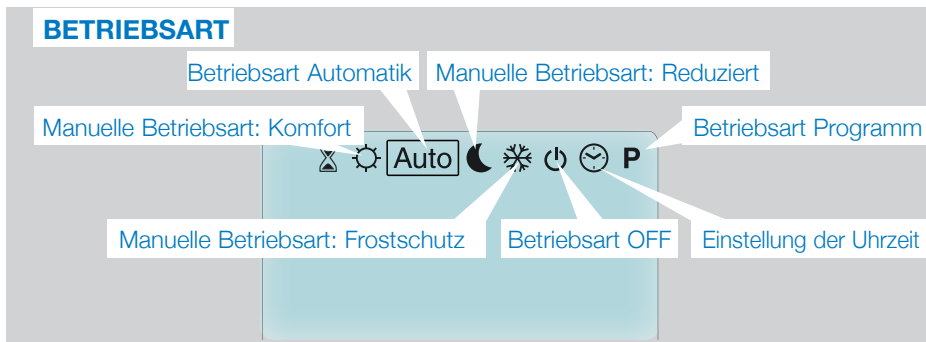 BETRIEBSART
Betriebsart Automatik
Manuelle Betriebsart: Reduziert
Manuelle Betriebsart: Komfort
Betriebsart Programm
Auto
P
Manuelle Betriebsart: Frostschutz
Betriebsart OFF
Einstellung der Uhrzeit